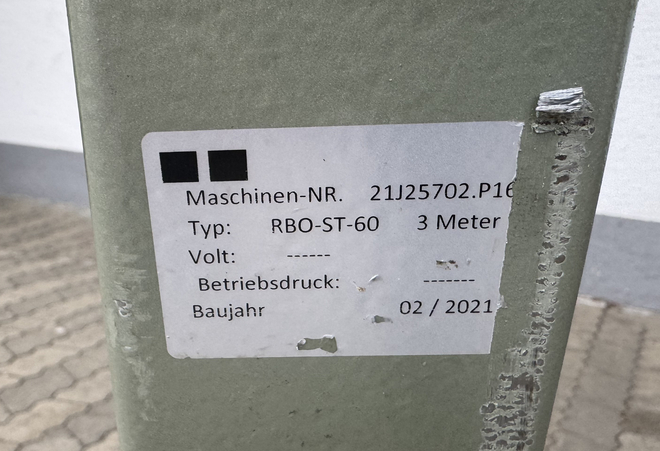 Maschinen-NR. 21J25702.P16
Typ: RBO-ST-60 3 Meter
Volt: ------
Betriebsdruck: -------
Baujahr 02 / 2021